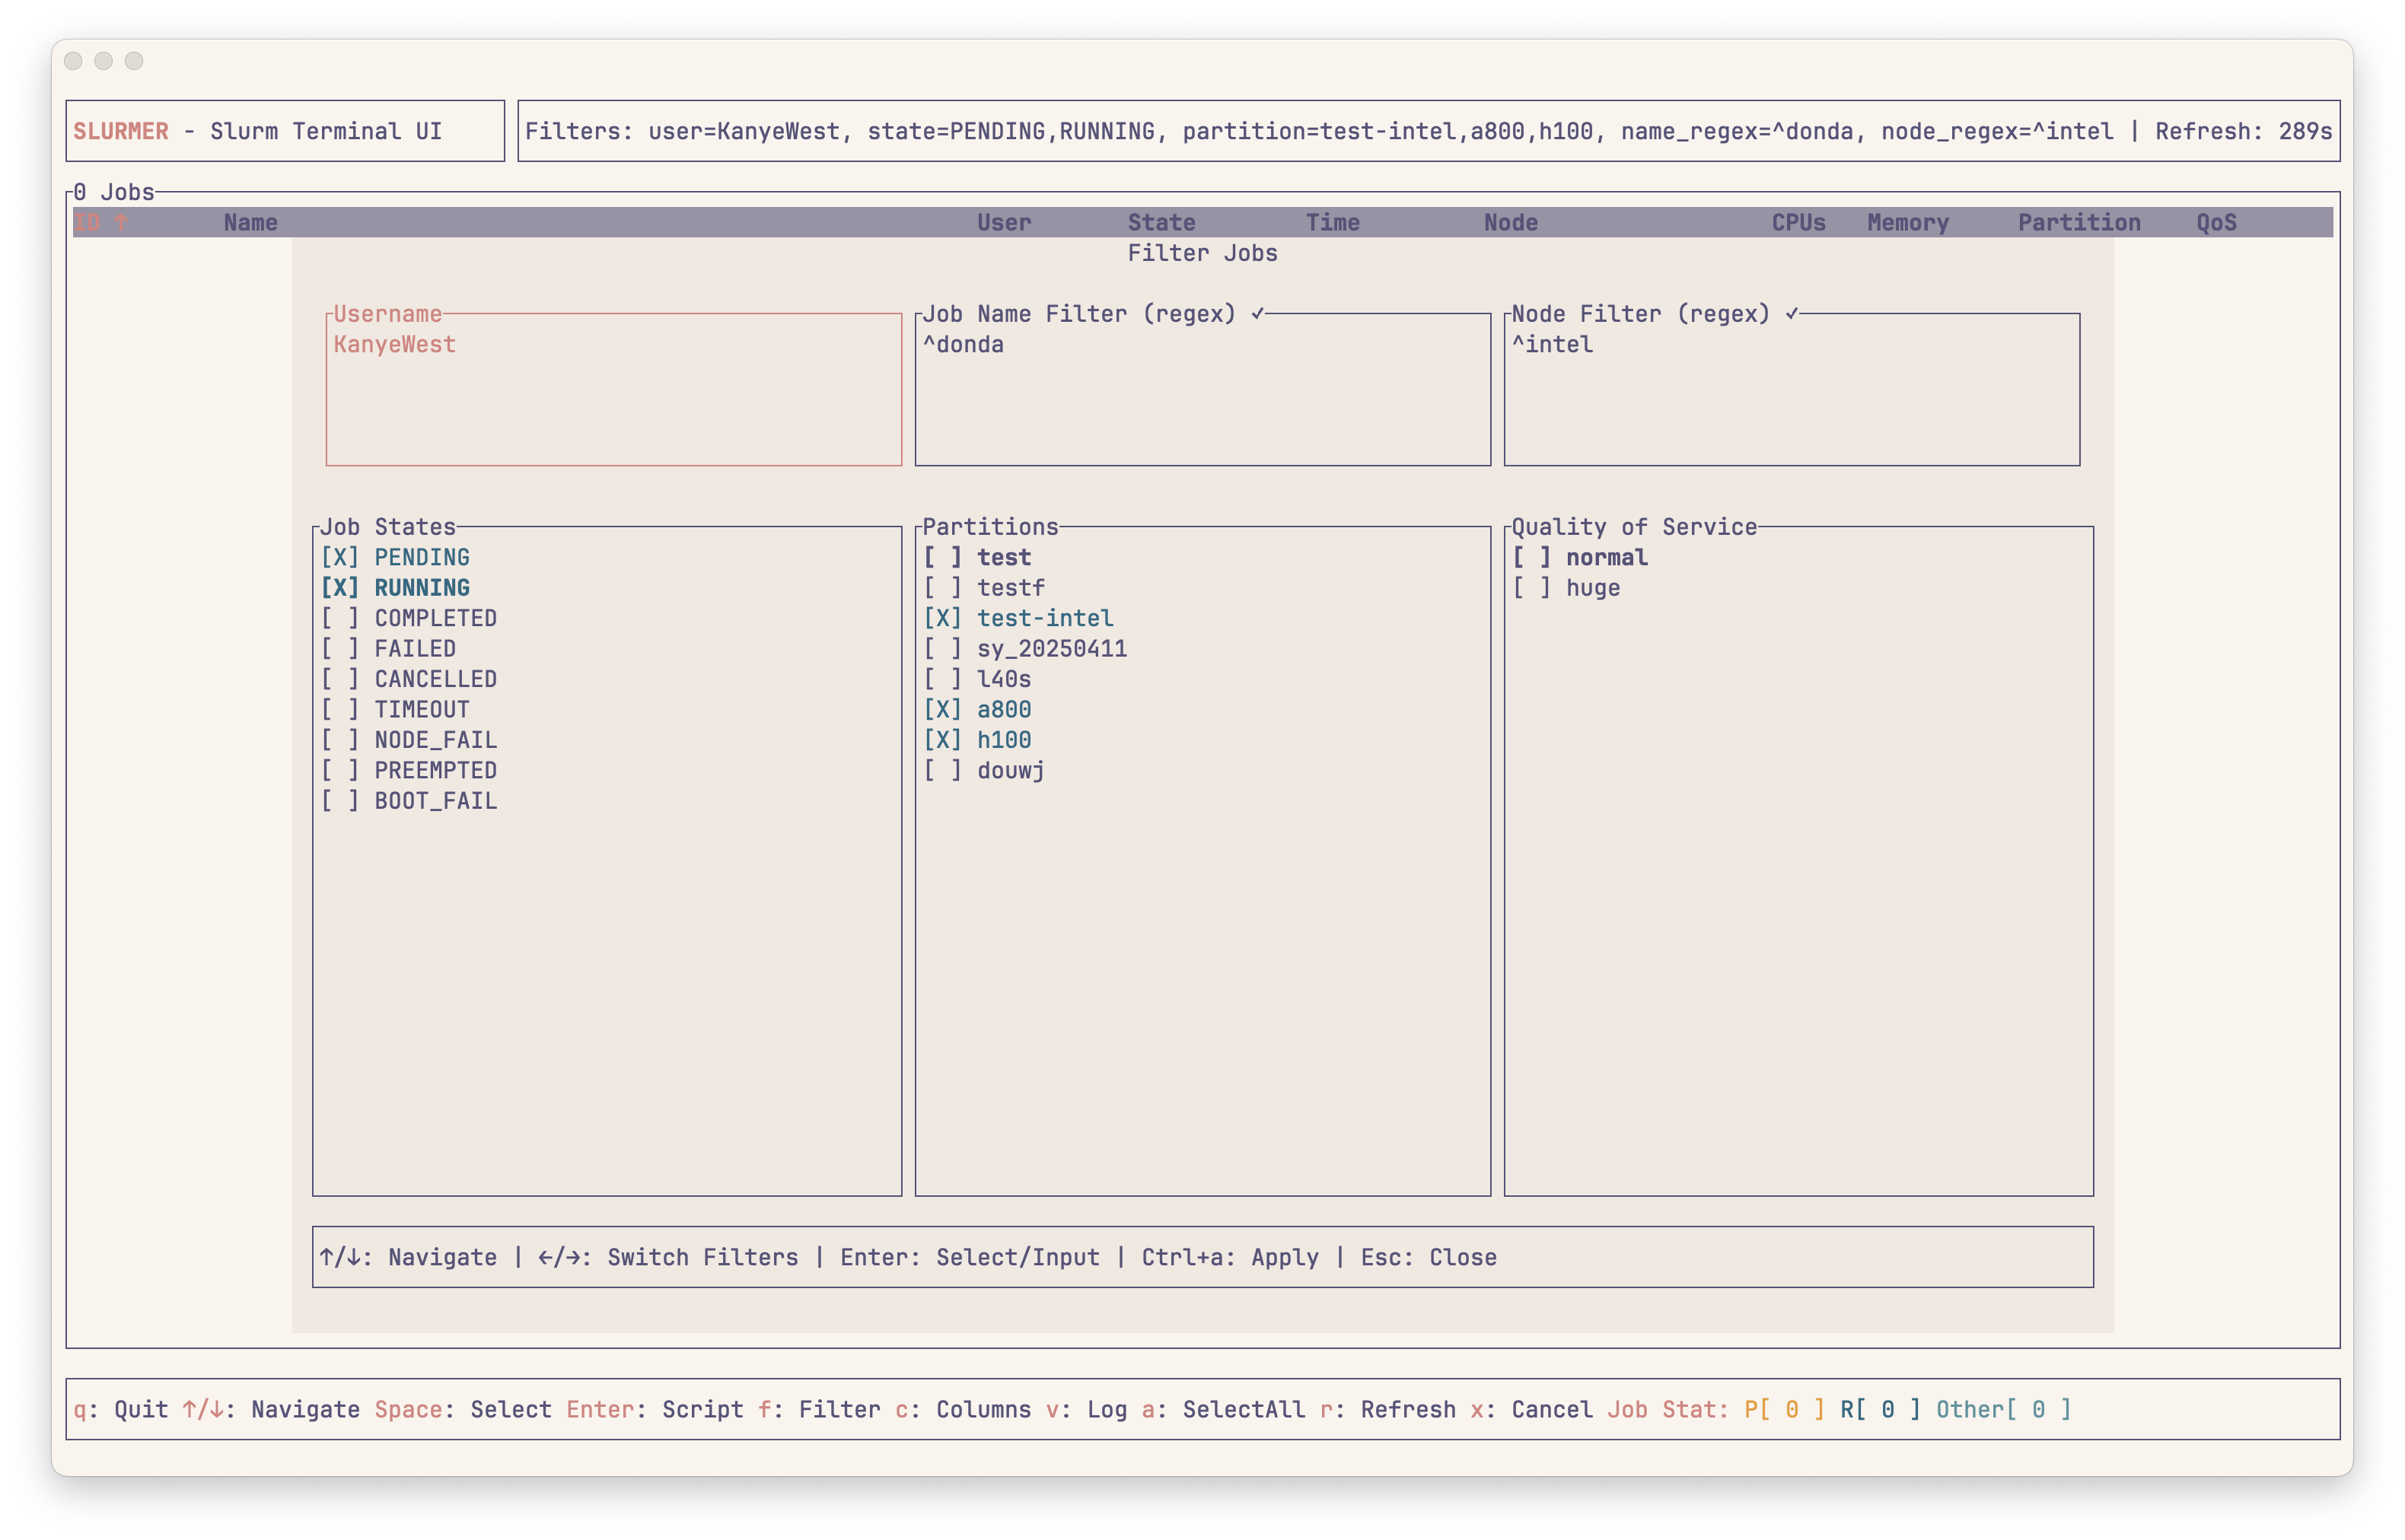 SLURMER - Slurm Terminal UI
Filters: user=KanyeWest, state=PENDING,RUNNING, partition=test-intel,a800,h100, name_regex=^donda, node_regex=^intel | Refresh: 289s
0 Jobs
ID ↑ Name User State Time Node CPUs Memory Partition QoS
Filter Jobs
Username
KanyeWest
Job Name Filter (regex) ✓
^donda
Node Filter (regex) ✓
^intel
Job States
[X] PENDING
[X] RUNNING
[ ] COMPLETED
[ ] FAILED
[ ] CANCELLED
[ ] TIMEOUT
[ ] NODE_FAIL
[ ] PREEMPTED
[ ] BOOT_FAIL
Partitions
[ ] test
[ ] testf
[X] test-intel
[ ] sy_20250411
[ ] l40s
[X] a800
[X] h100
[ ] douwj
Quality of Service
[ ] normal
[ ] huge
↑/↓: Navigate | ←/→: Switch Filters | Enter: Select/Input | Ctrl+a: Apply | Esc: Close
q: Quit ↑/↓: Navigate Space: Select Enter: Script f: Filter c: Columns v: Log a: SelectAll r: Refresh x: Cancel Job Stat: P[ 0 ] R[ 0 ] Other[ 0 ]